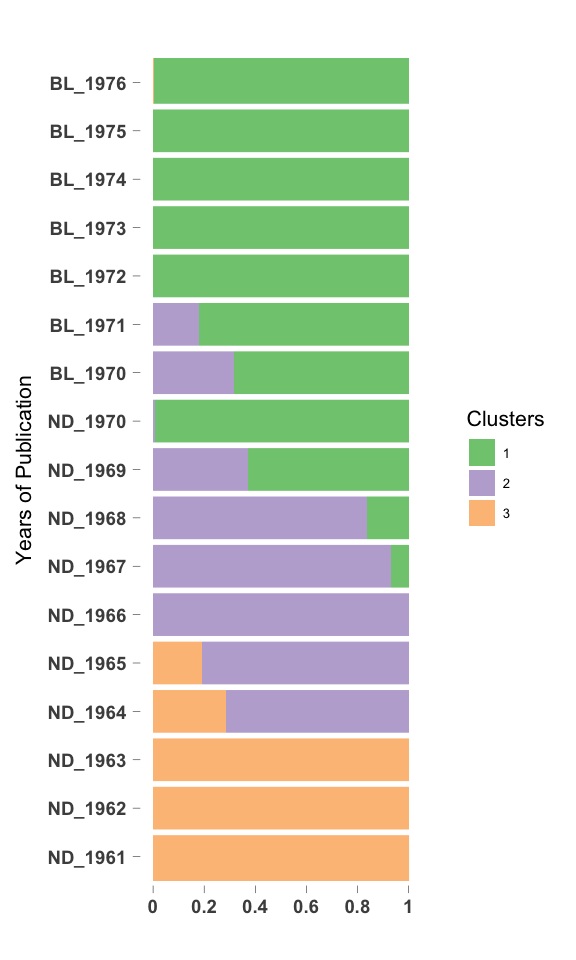 BL_1976
BL_1975
BL_1974
BL_1973
BL_1972
BL_1971
BL_1970
ND_1970
ND_1969
ND_1968
ND_1967
ND_1966
ND_1965
ND_1964
ND_1963
ND_1962
ND_1961
Years of Publication
0 0.2 0.4 0.6 0.8 1
Clusters
1
2
3